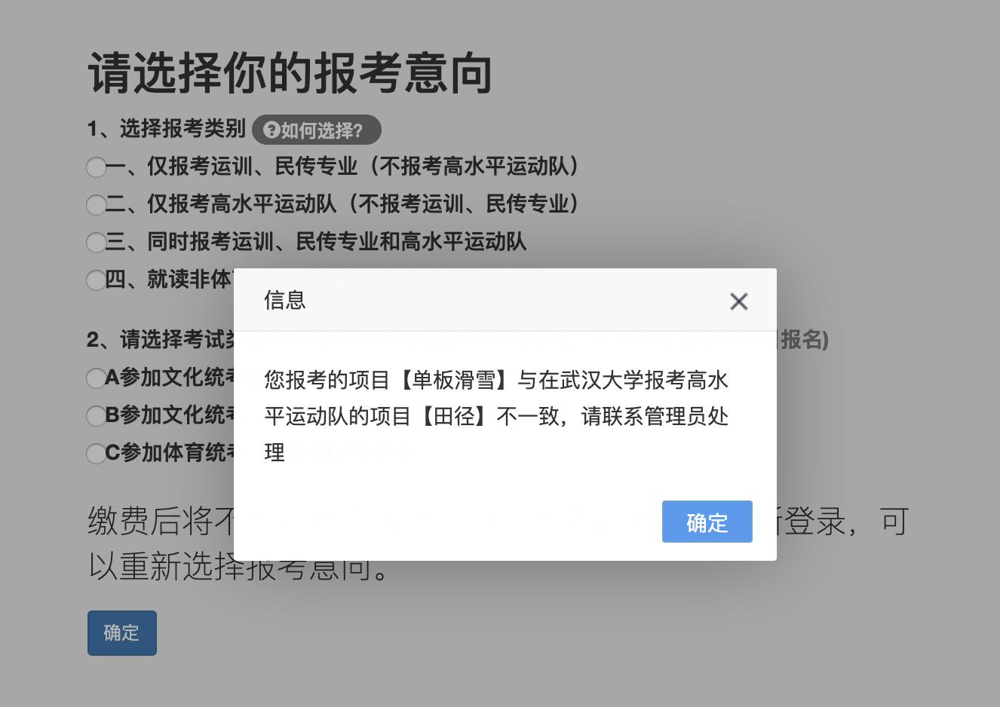 请选择你的报考意向
1、选择报考类别 如何选择?
一、仅报考运训、民传专业（不报考高水平运动队）
二、仅报考高水平运动队（不报考运训、民传专业）
三、同时报考运训、民传专业和高水平运动队
四、就读非体
信息
2、请选择考试 报名)
A参加文化统考
您报考的项目【单板滑雪】与在武汉大学报考高水
B参加文化统考
平运动队的项目【田径】不一致，请联系管理员处
C参加体育统考
理
缴费后将不 新登录，可
确定
以重新选择报考意向。
确定